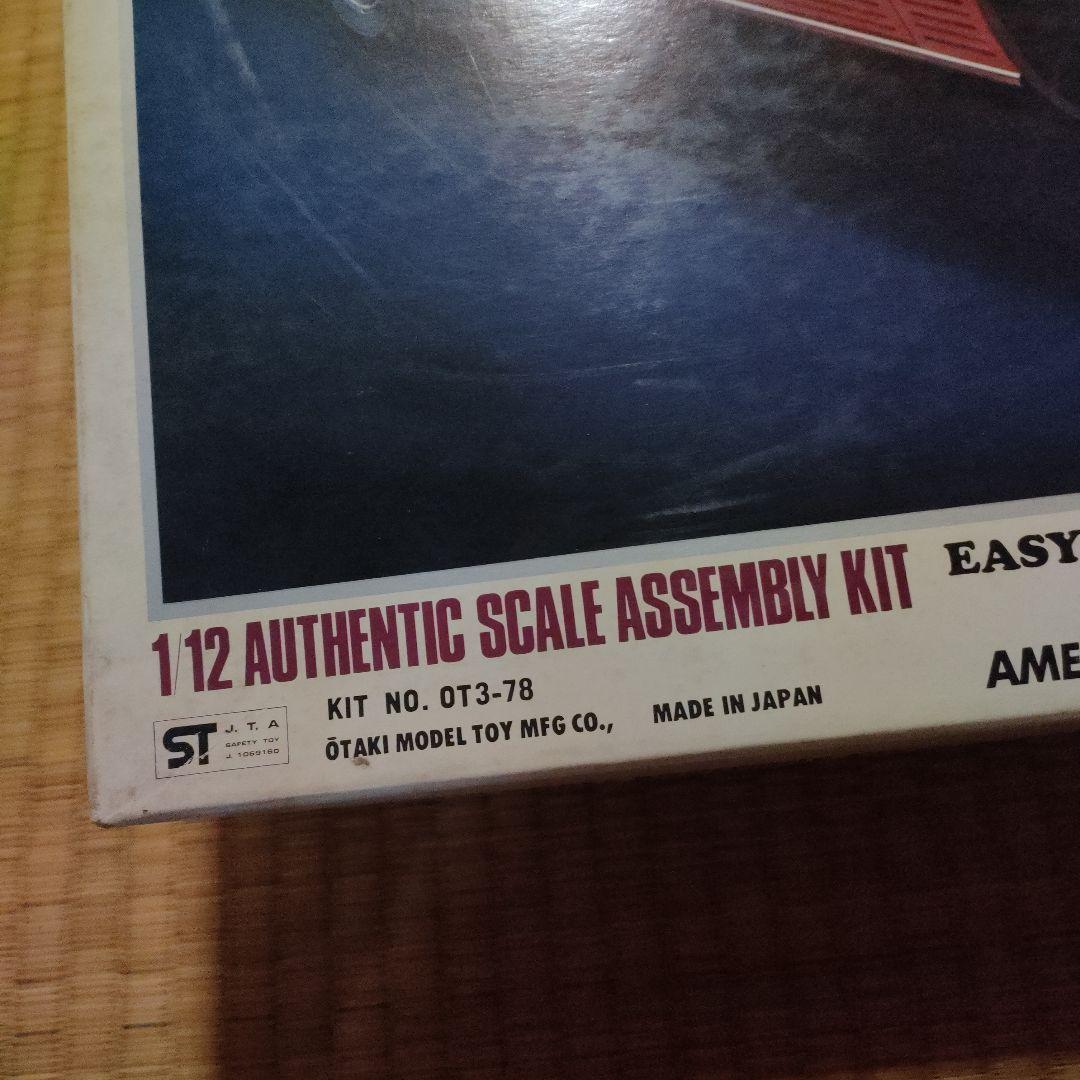 1/12 AUTHENTIC SCALE ASSEMBLY KIT
EASY
AME
KIT NO. OT3-78
ŌTAKI MODEL TOY MFG CO., MADE IN JAPAN
ST
J. T. A
SAFETY TOY
J. 1069160